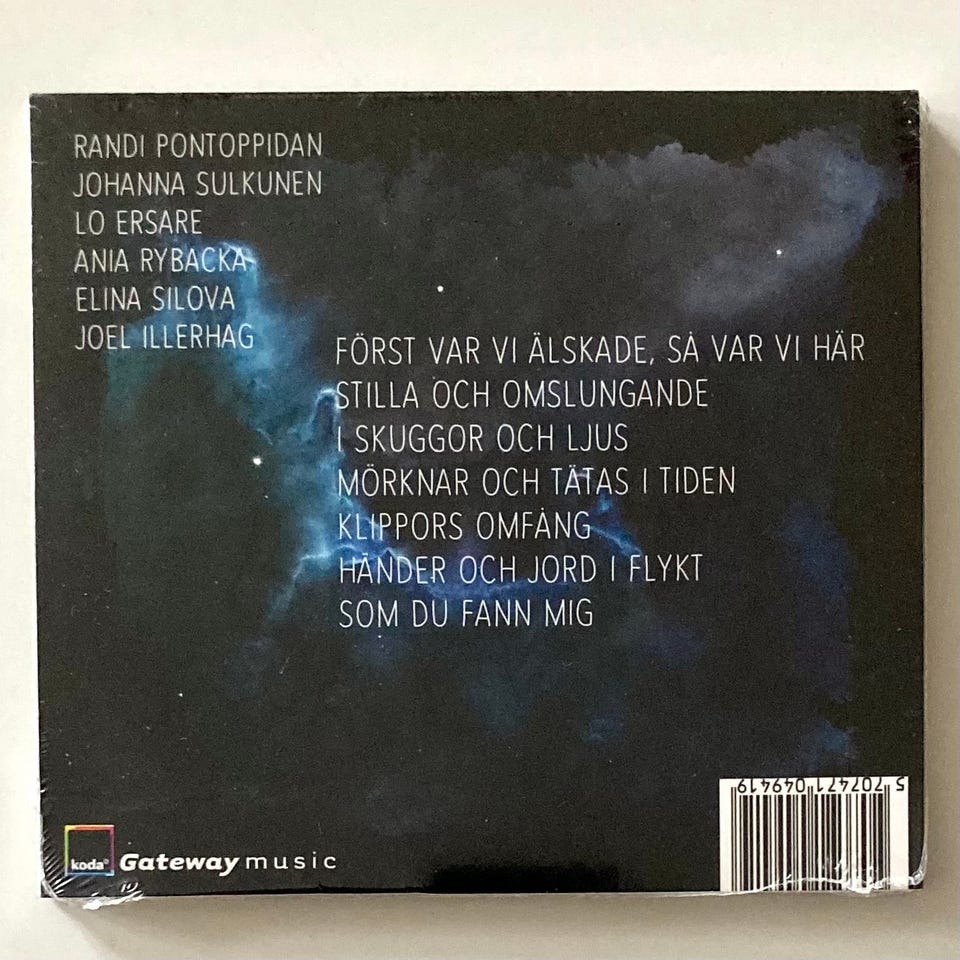 RANDI PONTOPPIDAN
JOHANNA SULKUNEN
LO ERSARE
ANIA RYBACKA
ELINA SILOVA
JOEL ILLERHAG
FÖRST VAR VI ÄLSKADE, SÅ VAR VI HÄR
STILLA OCH OMSLUNGANDE
I SKUGGOR OCH LJUS
MÖRKNAR OCH TÄTAS I TIDEN
KLIPPORS OMFÅNG
HÄNDER OCH JORD I FLYKT
SOM DU FANN MIG
5 707471 049419
koda®
Gateway music